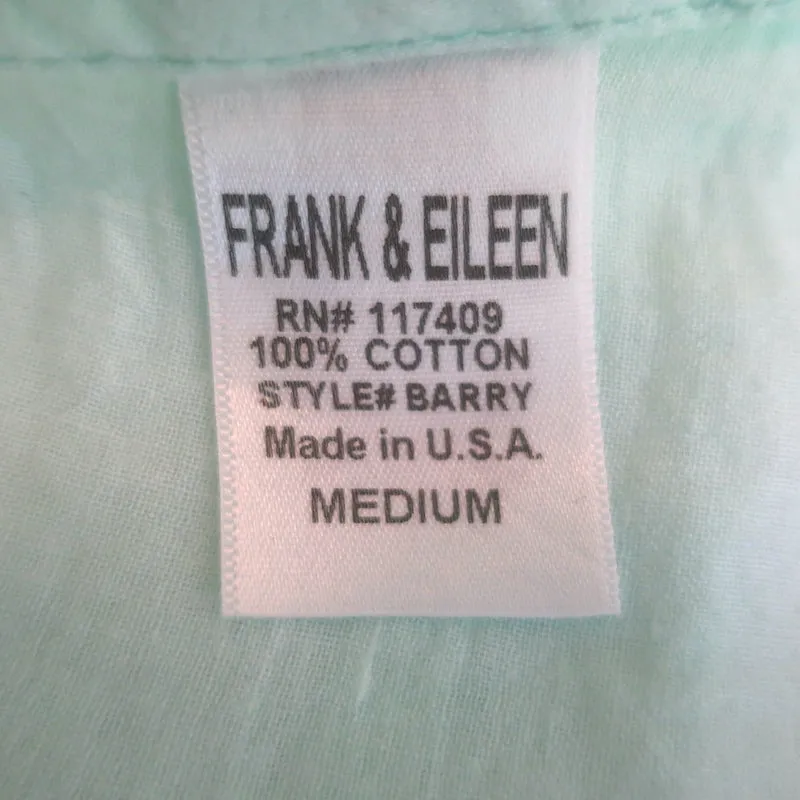 FRANK & EILEEN
RN# 117409
100% COTTON
STYLE# BARRY
Made in U.S.A.
MEDIUM